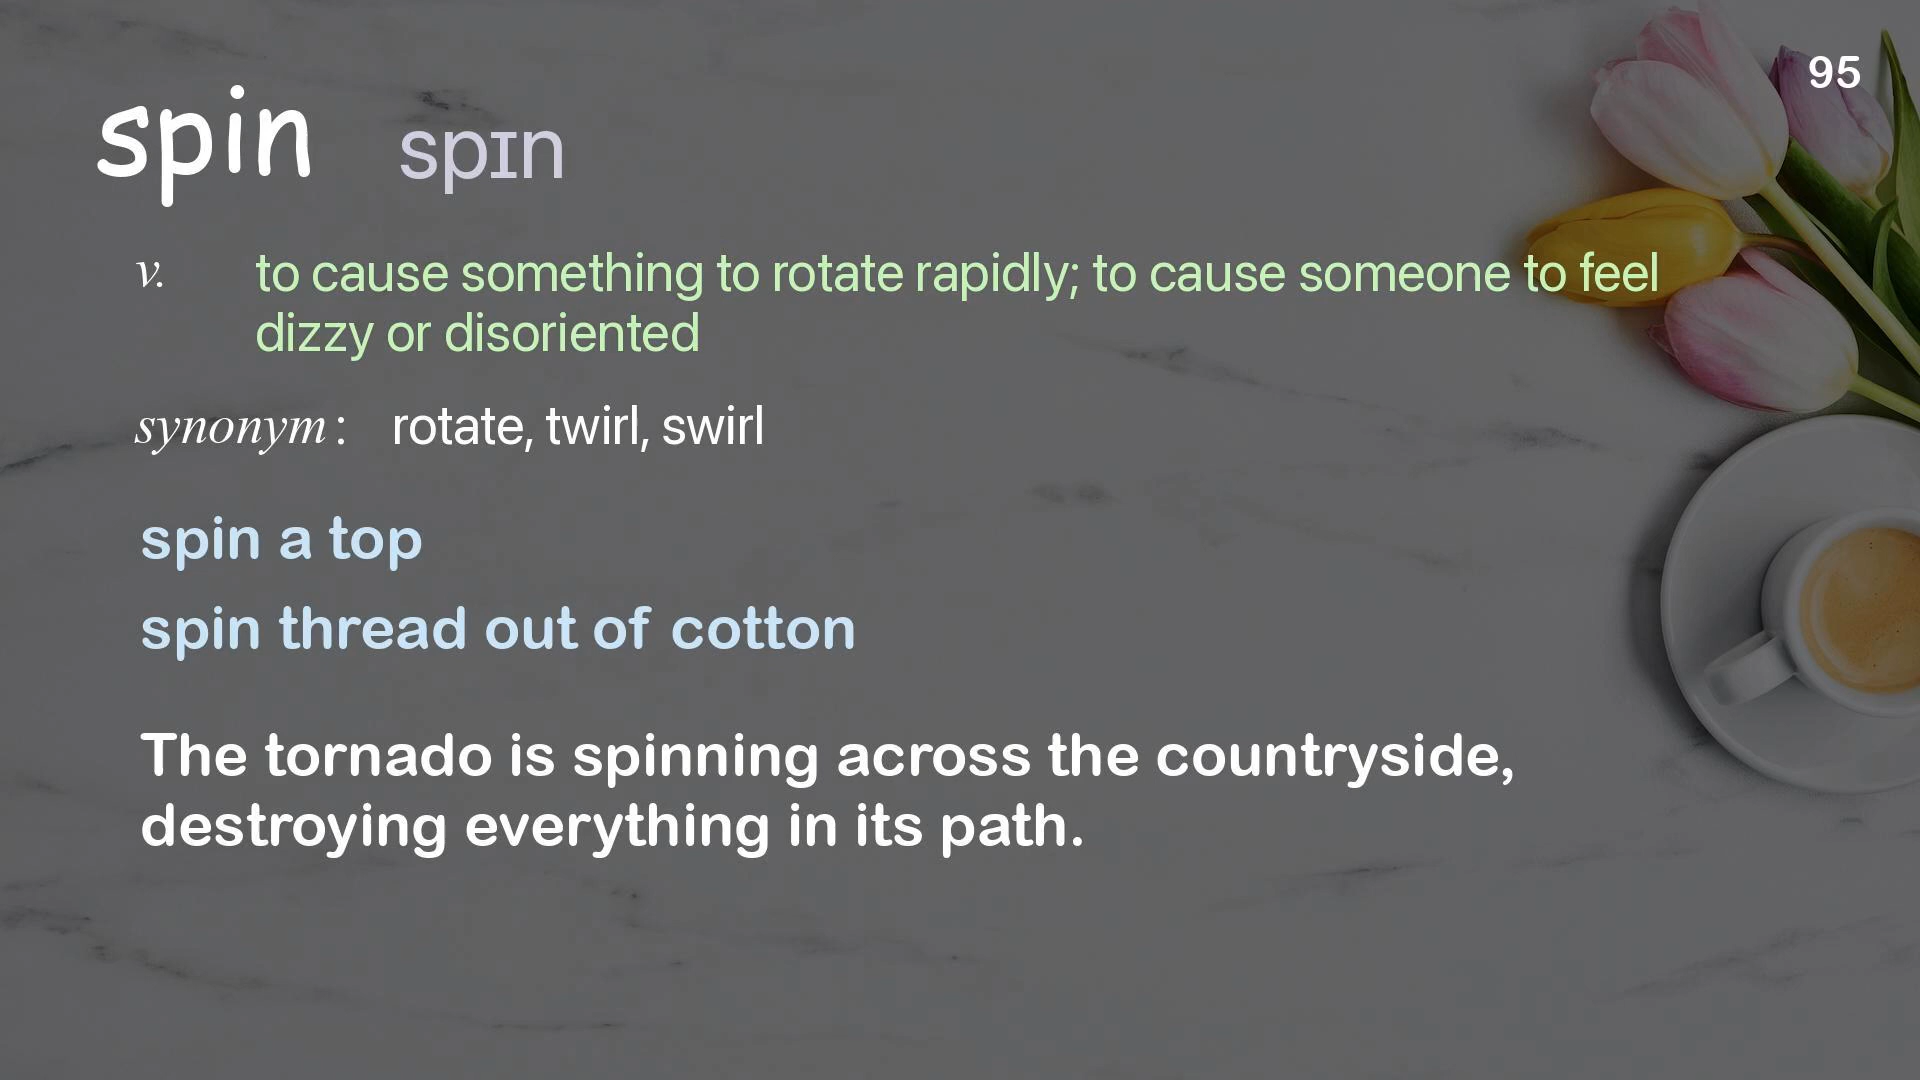 95
spin spɪn
v. to cause something to rotate rapidly; to cause someone to feel
dizzy or disoriented
synonym: rotate, twirl, swirl
spin a top
spin thread out of cotton
The tornado is spinning across the countryside,
destroying everything in its path.